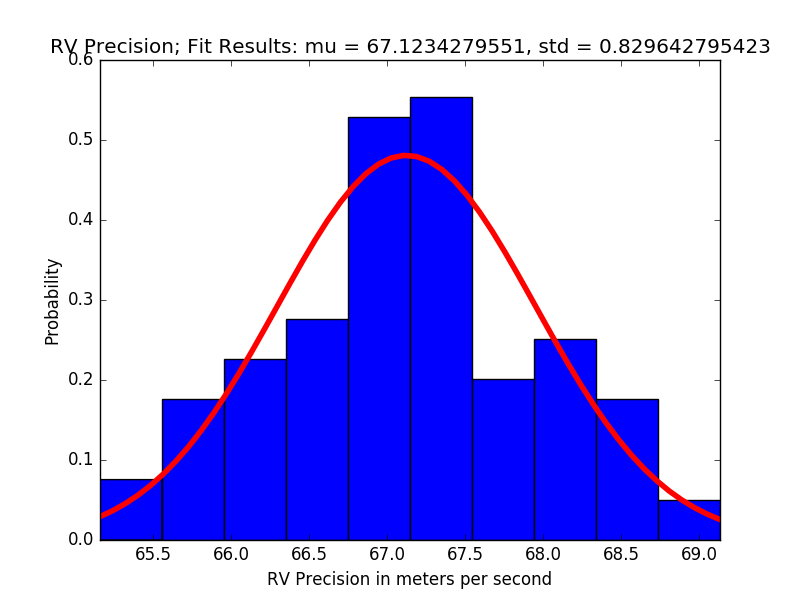 RV Precision; Fit Results: mu = 67.1234279551, std = 0.829642795423
0.6
0.5
0.4
0.3
0.2
0.1
0.0
Probability
65.5 66.0 66.5 67.0 67.5 68.0 68.5 69.0
RV Precision in meters per second